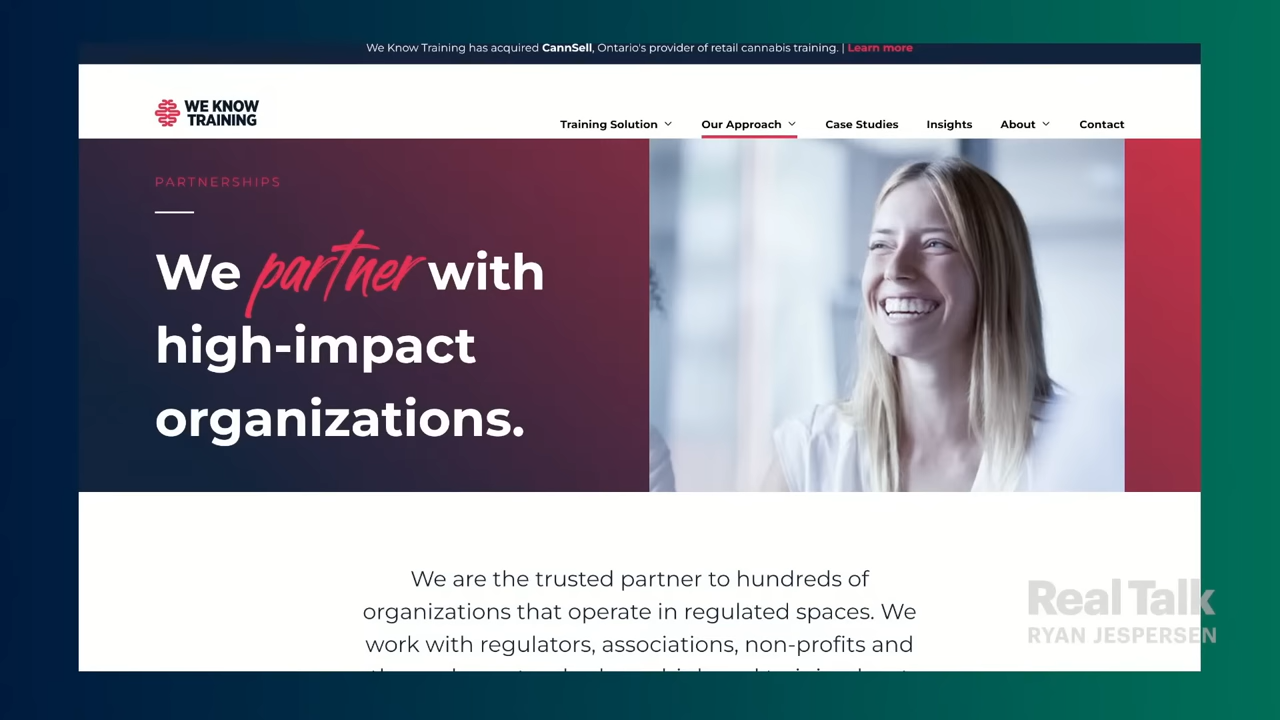 We Know Training has acquired CannSell, Ontario's provider of retail cannabis training. | Learn more
WE KNOW
TRAINING
Training Solution
Our Approach
Case Studies
Insights
About
Contact
PARTNERSHIPS
We partner with
high-impact
organizations.
We are the trusted partner to hundreds of
organizations that operate in regulated spaces. We
work with regulators, associations, non-profits and
Real Talk
RYAN JESPERSEN